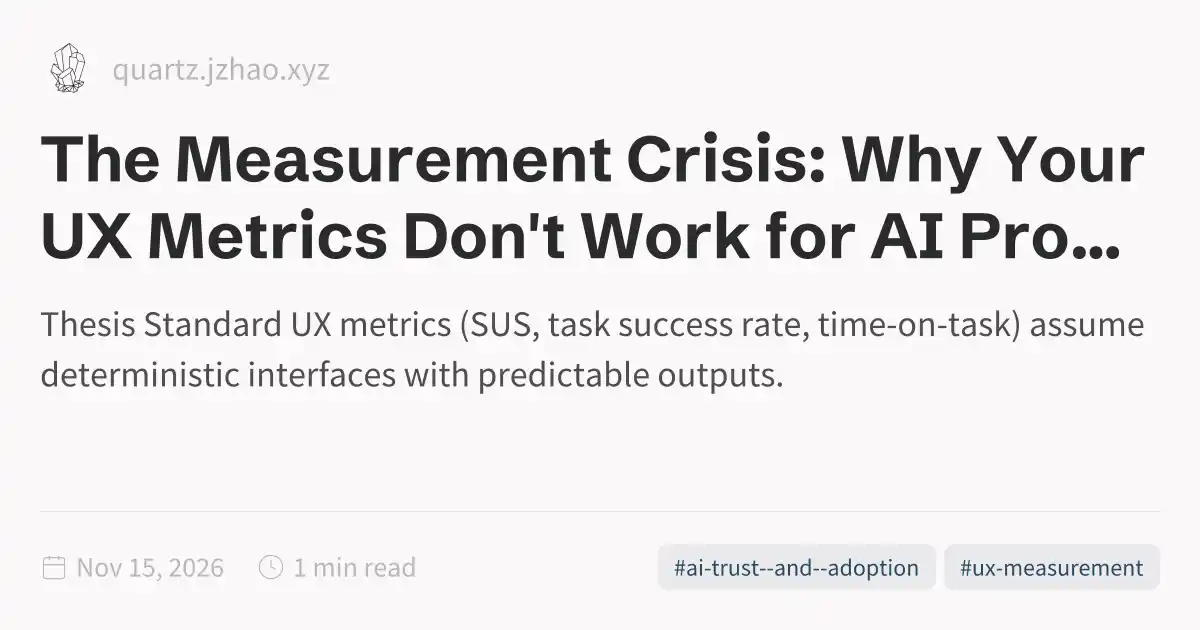 quartz.jzhao.xyz
The Measurement Crisis: Why Your
UX Metrics Don't Work for AI Pro...
Thesis Standard UX metrics (SUS, task success rate, time-on-task) assume
deterministic interfaces with predictable outputs.
Nov 15, 2026 1 min read #ai-trust--and--adoption #ux-measurement